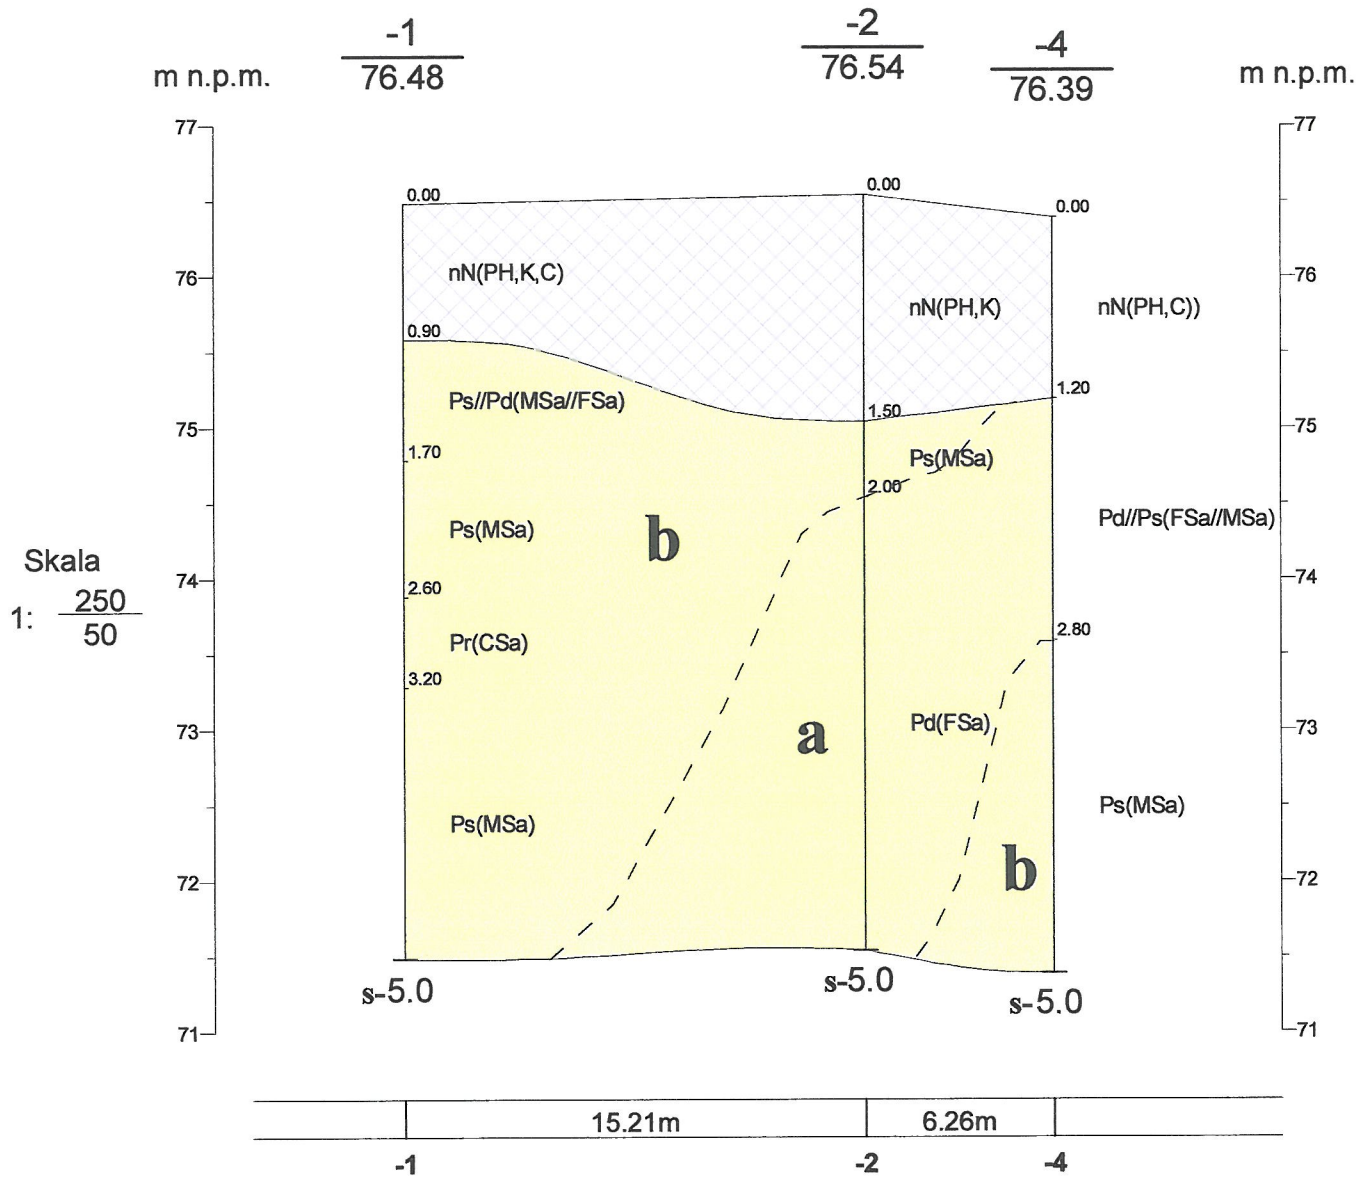 -1
76.48
-2
76.54
-4
76.39
m n.p.m.
m n.p.m.
77
77
0.00
0.00
0.00
76
76
nN(PH,K,C)
nN(PH,K)
nN(PH,C))
0.90
1.20
Ps//Pd(MSa//FSa)
1.50
75
75
1.70
Ps(MSa)
2.00
Ps(MSa)
b
Pd//Ps(FSa//MSa)
Skala
1: 250
50
74
74
2.60
Pr(CSa)
2.80
3.20
73
73
a
Pd(FSa)
Ps(MSa)
Ps(MSa)
72
72
b
s-5.0
s-5.0
s-5.0
71
71
15.21m
6.26m
-1
-2
-4